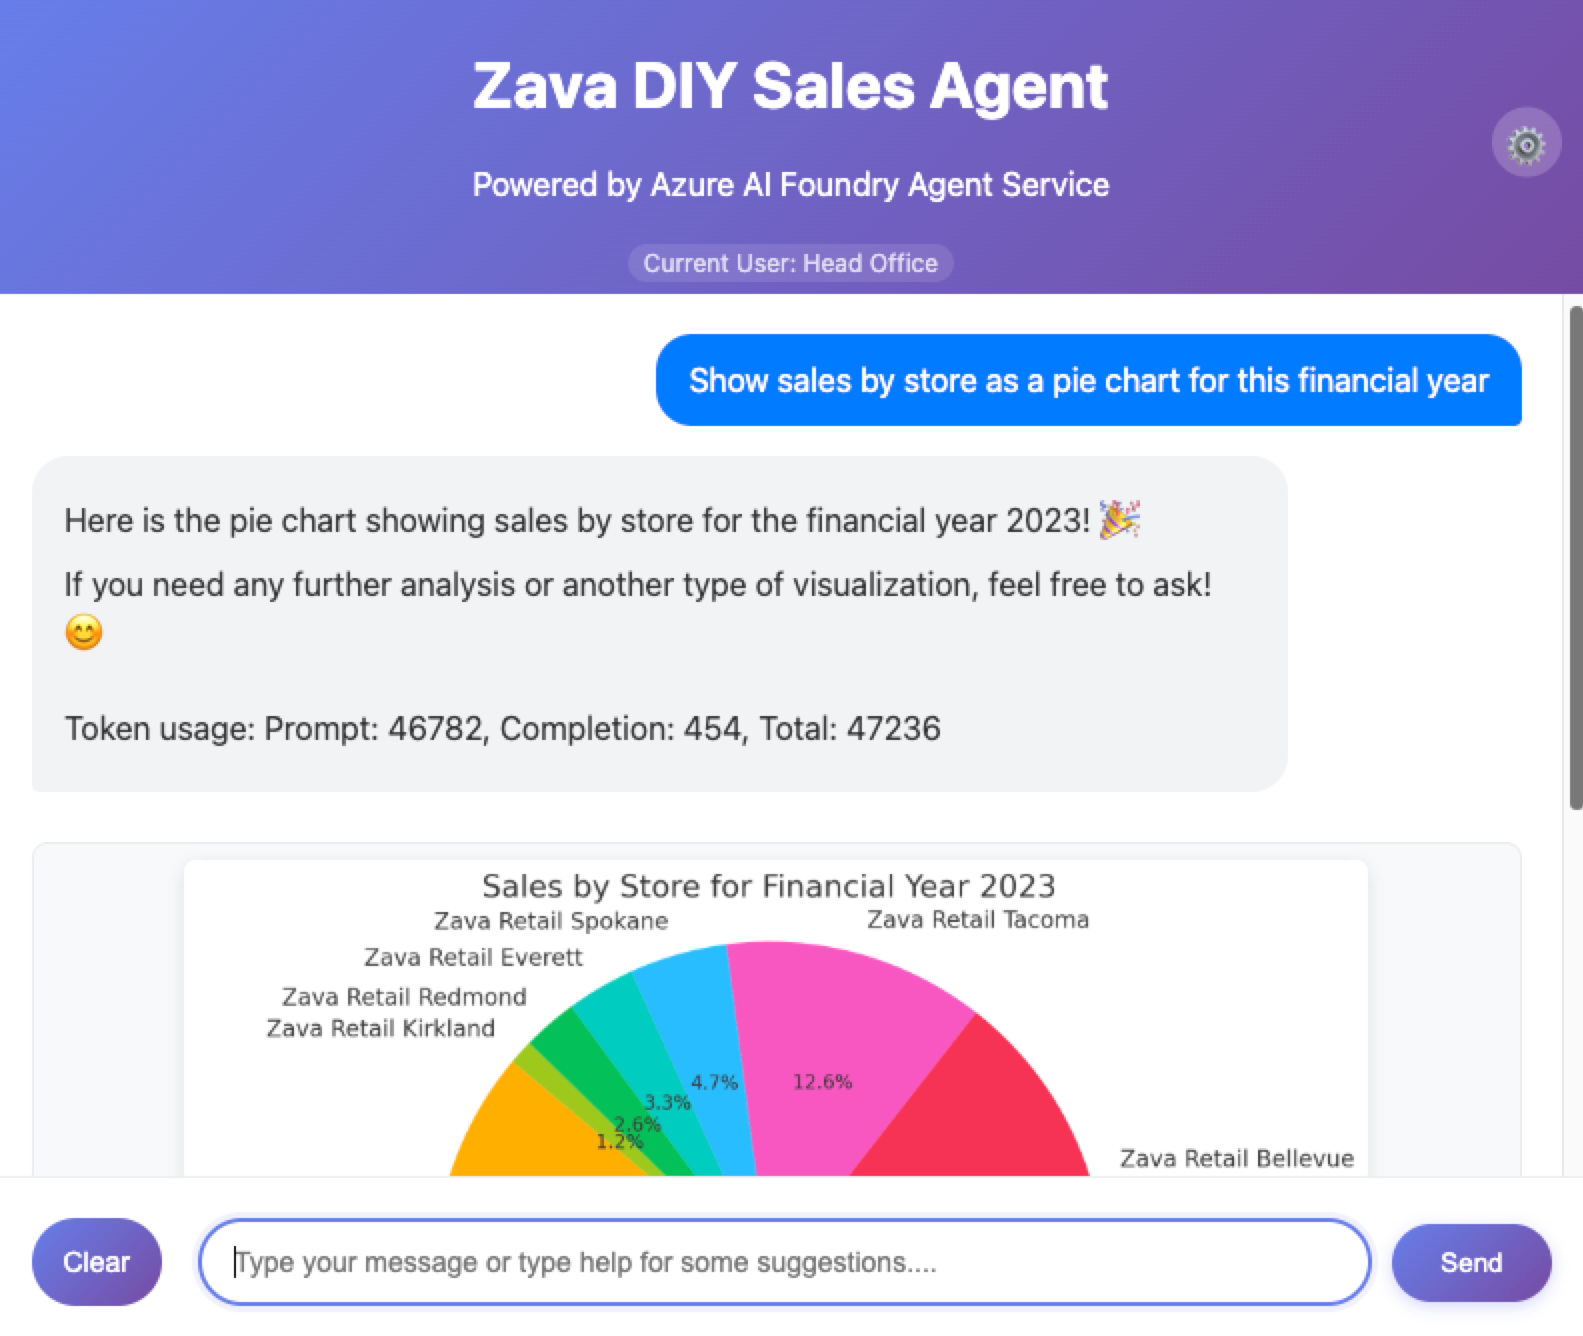 Zava DIY Sales Agent
Powered by Azure AI Foundry Agent Service
Current User: Head Office
Show sales by store as a pie chart for this financial year
Here is the pie chart showing sales by store for the financial year 2023! 🎉
If you need any further analysis or another type of visualization, feel free to ask!
😊
Token usage: Prompt: 46782, Completion: 454, Total: 47236
Sales by Store for Financial Year 2023
Zava Retail Spokane
Zava Retail Tacoma
Zava Retail Everett
Zava Retail Redmond
Zava Retail Kirkland
4.7%
12.6%
3.3%
2.6%
1.2%
Zava Retail Bellevue
Clear
Type your message or type help for some suggestions....
Send